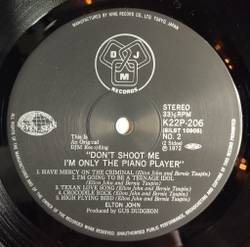 MANUFACTURED BY KING RECORD CO. LTD TOKYO, JAPAN
DJM
RECORDS
STEREO
33⅓RPM
K22P-206
NO. 2
(2 Sides)
℗ 1972
This Is
An Original
DJM Recording
"DON'T SHOOT ME
I'M ONLY THE PIANO PLAYER"
1. HAVE MERCY ON THE CRIMINAL (Elton John and Bernie Taupin)
2. I'M GOING TO BE A TEENAGE IDOL
(Elton John and Bernie Taupin)
3. TEXAN LOVE SONG (Elton John and Bernie Taupin)
4. CROCODILE ROCK (Elton John and Bernie Taupin)
5. HIGH FLYING BIRD (Elton John and Bernie Taupin)
ELTON JOHN
Produced by GUS DUDGEON